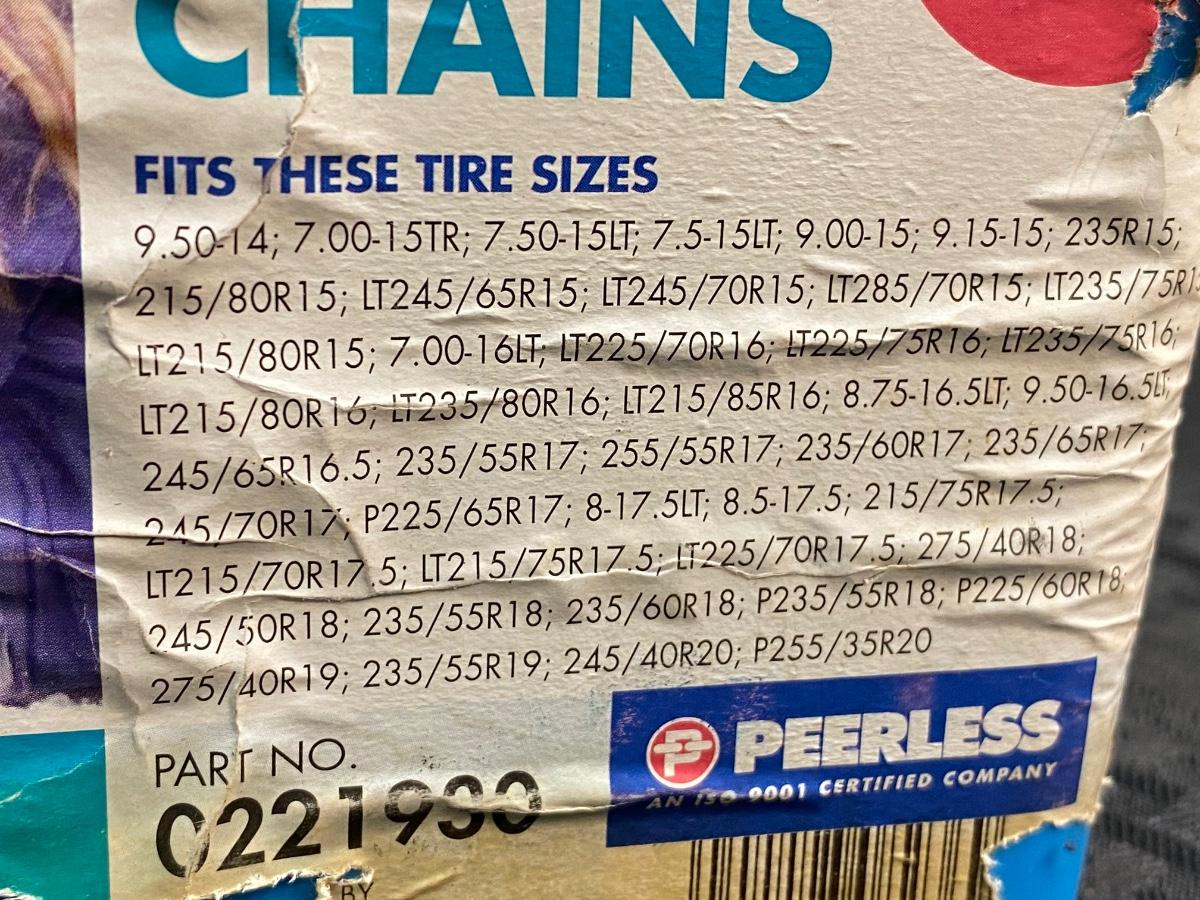 CHAINS
FITS THESE TIRE SIZES
9.50-14; 7.00-15TR; 7.50-15LT; 7.5-15LT; 9.00-15; 9.15-15; 235R15;
215/80R15; LT245/65R15; LT245/70R15; LT285/70R15; LT235/75R15
LT215/80R15; 7.00-16LT; LT225/70R16; LT225/75R16; LT235/75R16;
LT215/80R16; LT235/80R16; LT215/85R16; 8.75-16.5LT; 9.50-16.5LT;
245/65R16.5; 235/55R17; 255/55R17; 235/60R17; 235/65R17;
245/70R17; P225/65R17; 8-17.5LT; 8.5-17.5; 215/75R17.5;
LT215/70R17.5; LT215/75R17.5; LT225/70R17.5; 275/40R18;
245/50R18; 235/55R18; 235/60R18; P235/55R18; P225/60R18;
275/40R19; 235/55R19; 245/40R20; P255/35R20
PART NO.
0221930
PEERLESS
AN ISO 9001 CERTIFIED COMPANY
BY